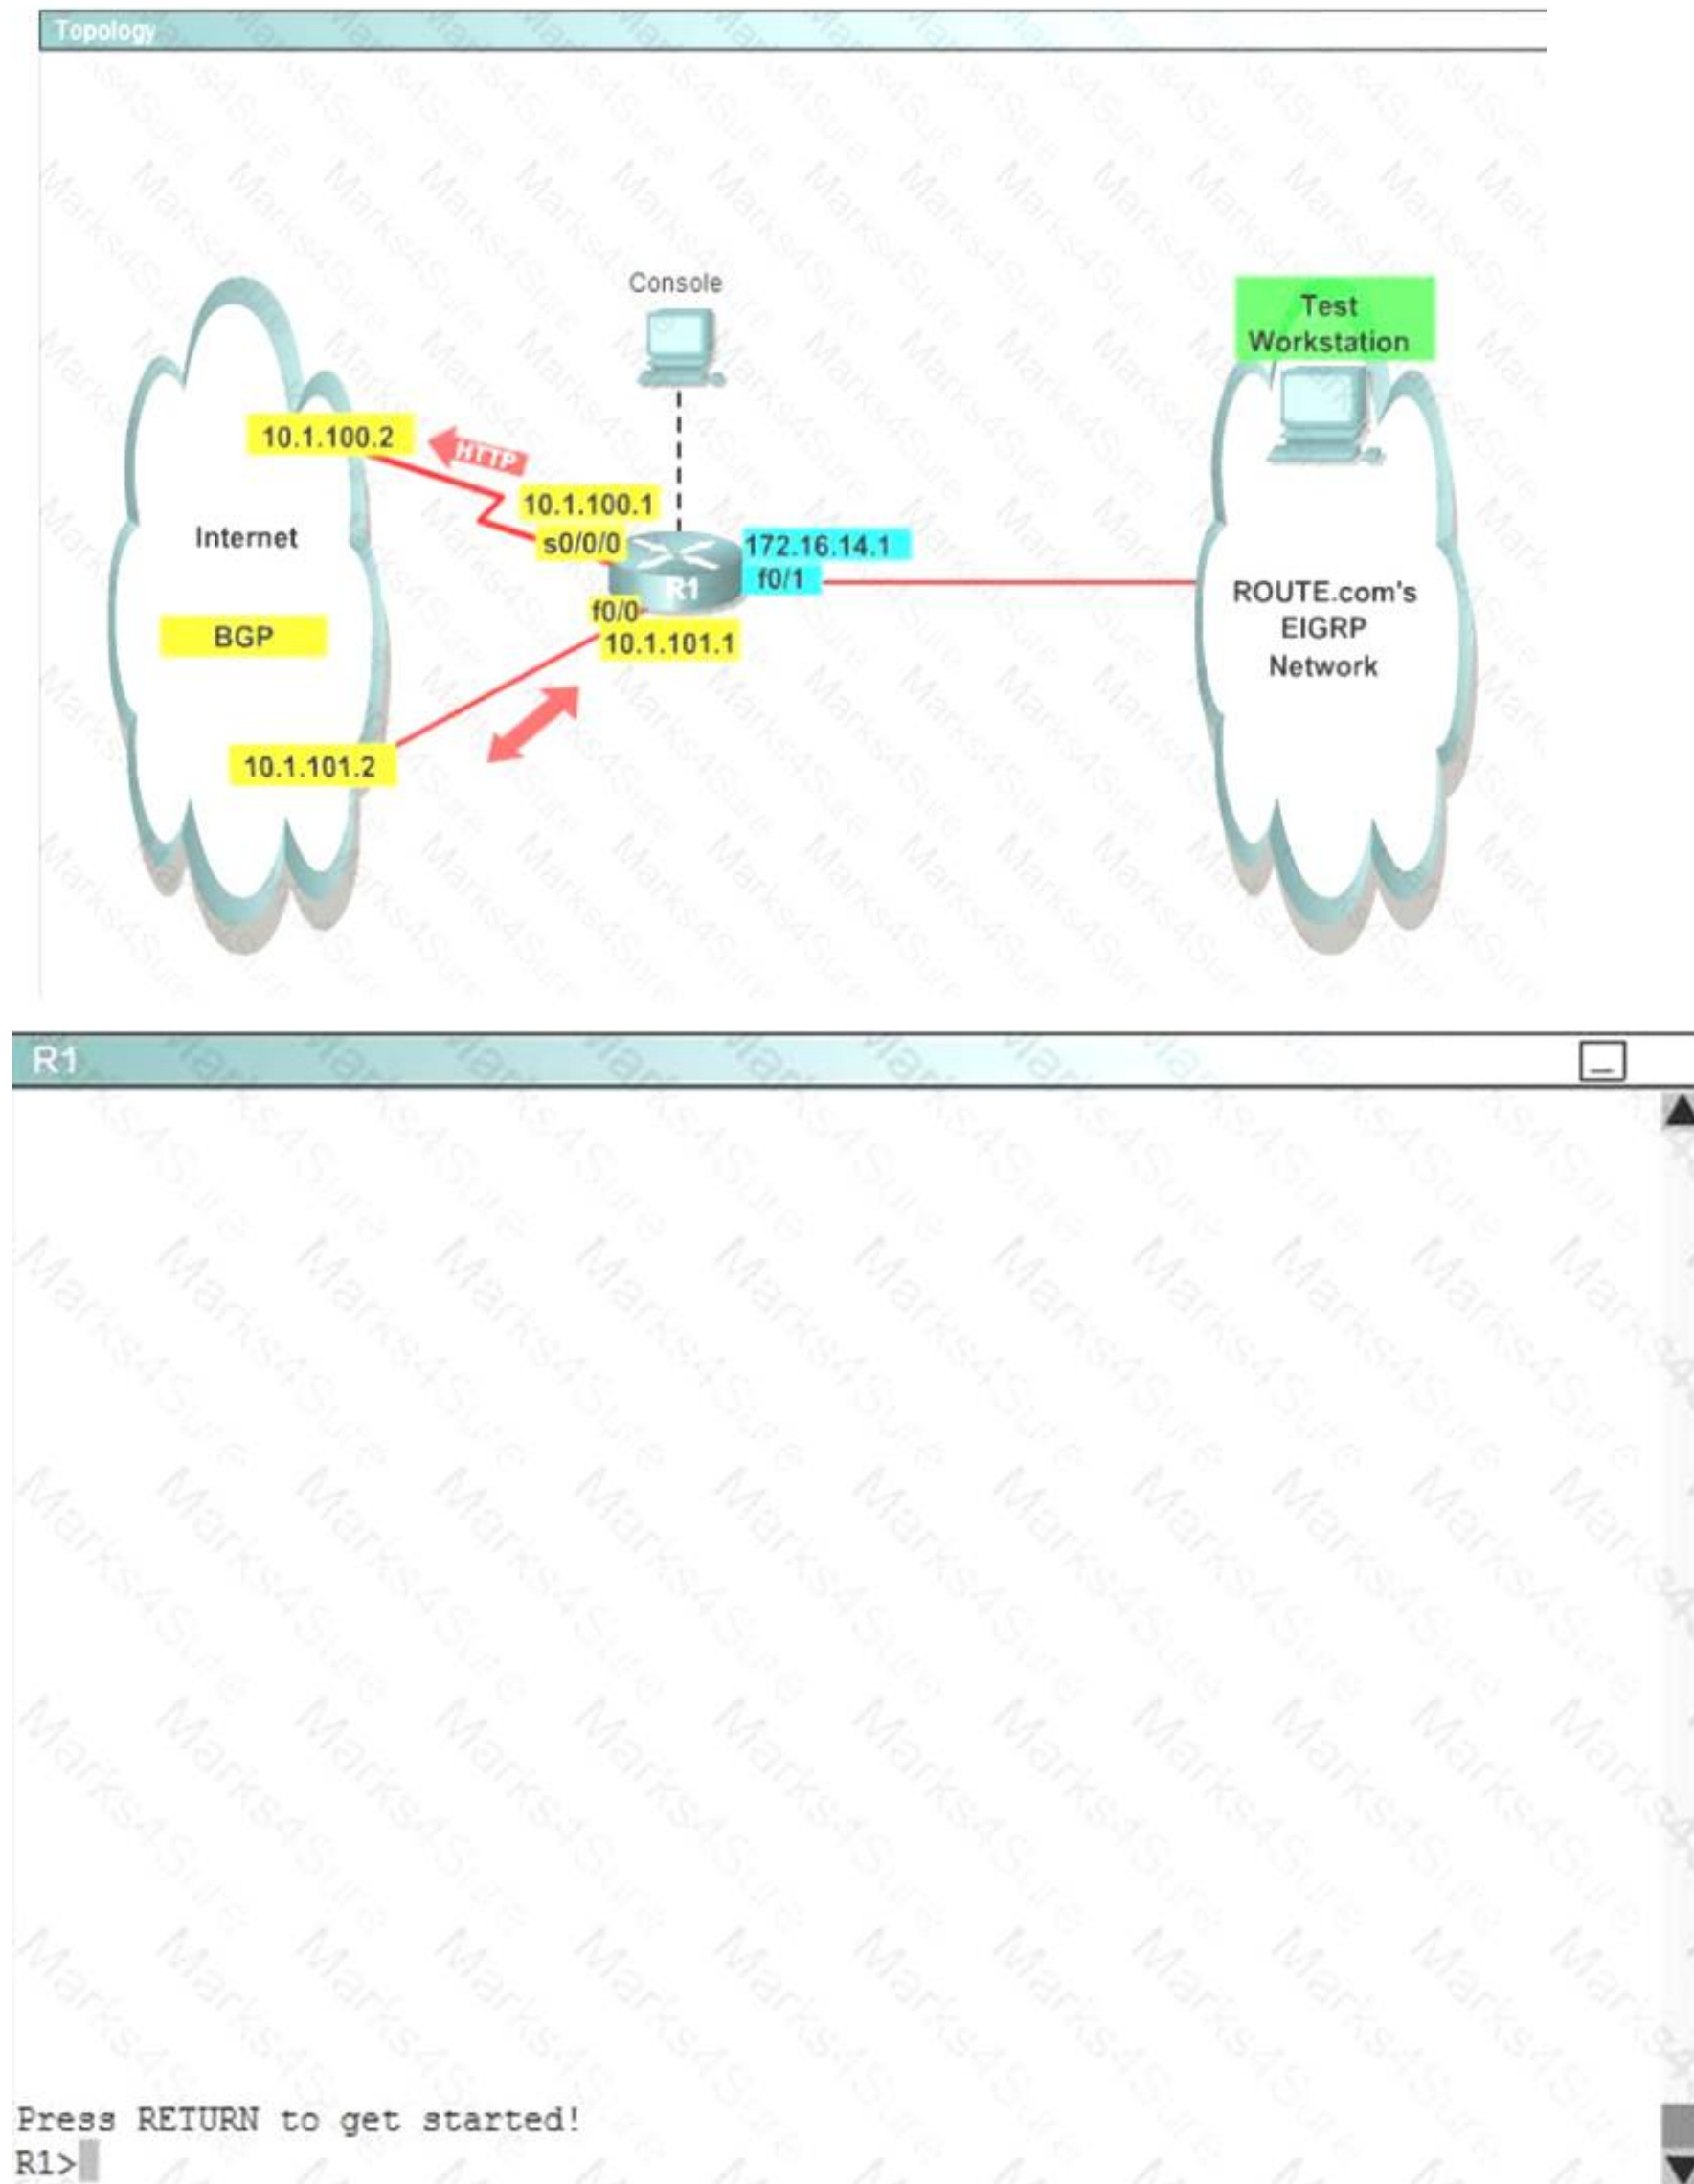 Topology
Console
Test
Workstation
10.1.100.2
HTTP
10.1.100.1
Internet
s0/0/0
172.16.14.1
R1
f0/1
ROUTE.com's
EIGRP
Network
f0/0
BGP
10.1.101.1
10.1.101.2
R1
Press RETURN to get started!
R1>
Marks4Sure